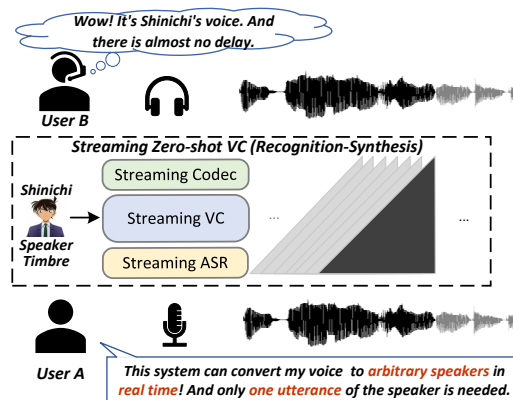 Wow! It's Shinichi's voice. And
there is almost no delay.
User B
Streaming Zero-shot VC (Recognition-Synthesis)
Shinichi
Speaker
Timbre
Streaming Codec
Streaming VC
Streaming ASR
...
...
User A
This system can convert my voice to arbitrary speakers in
real time! And only one utterance of the speaker is needed.